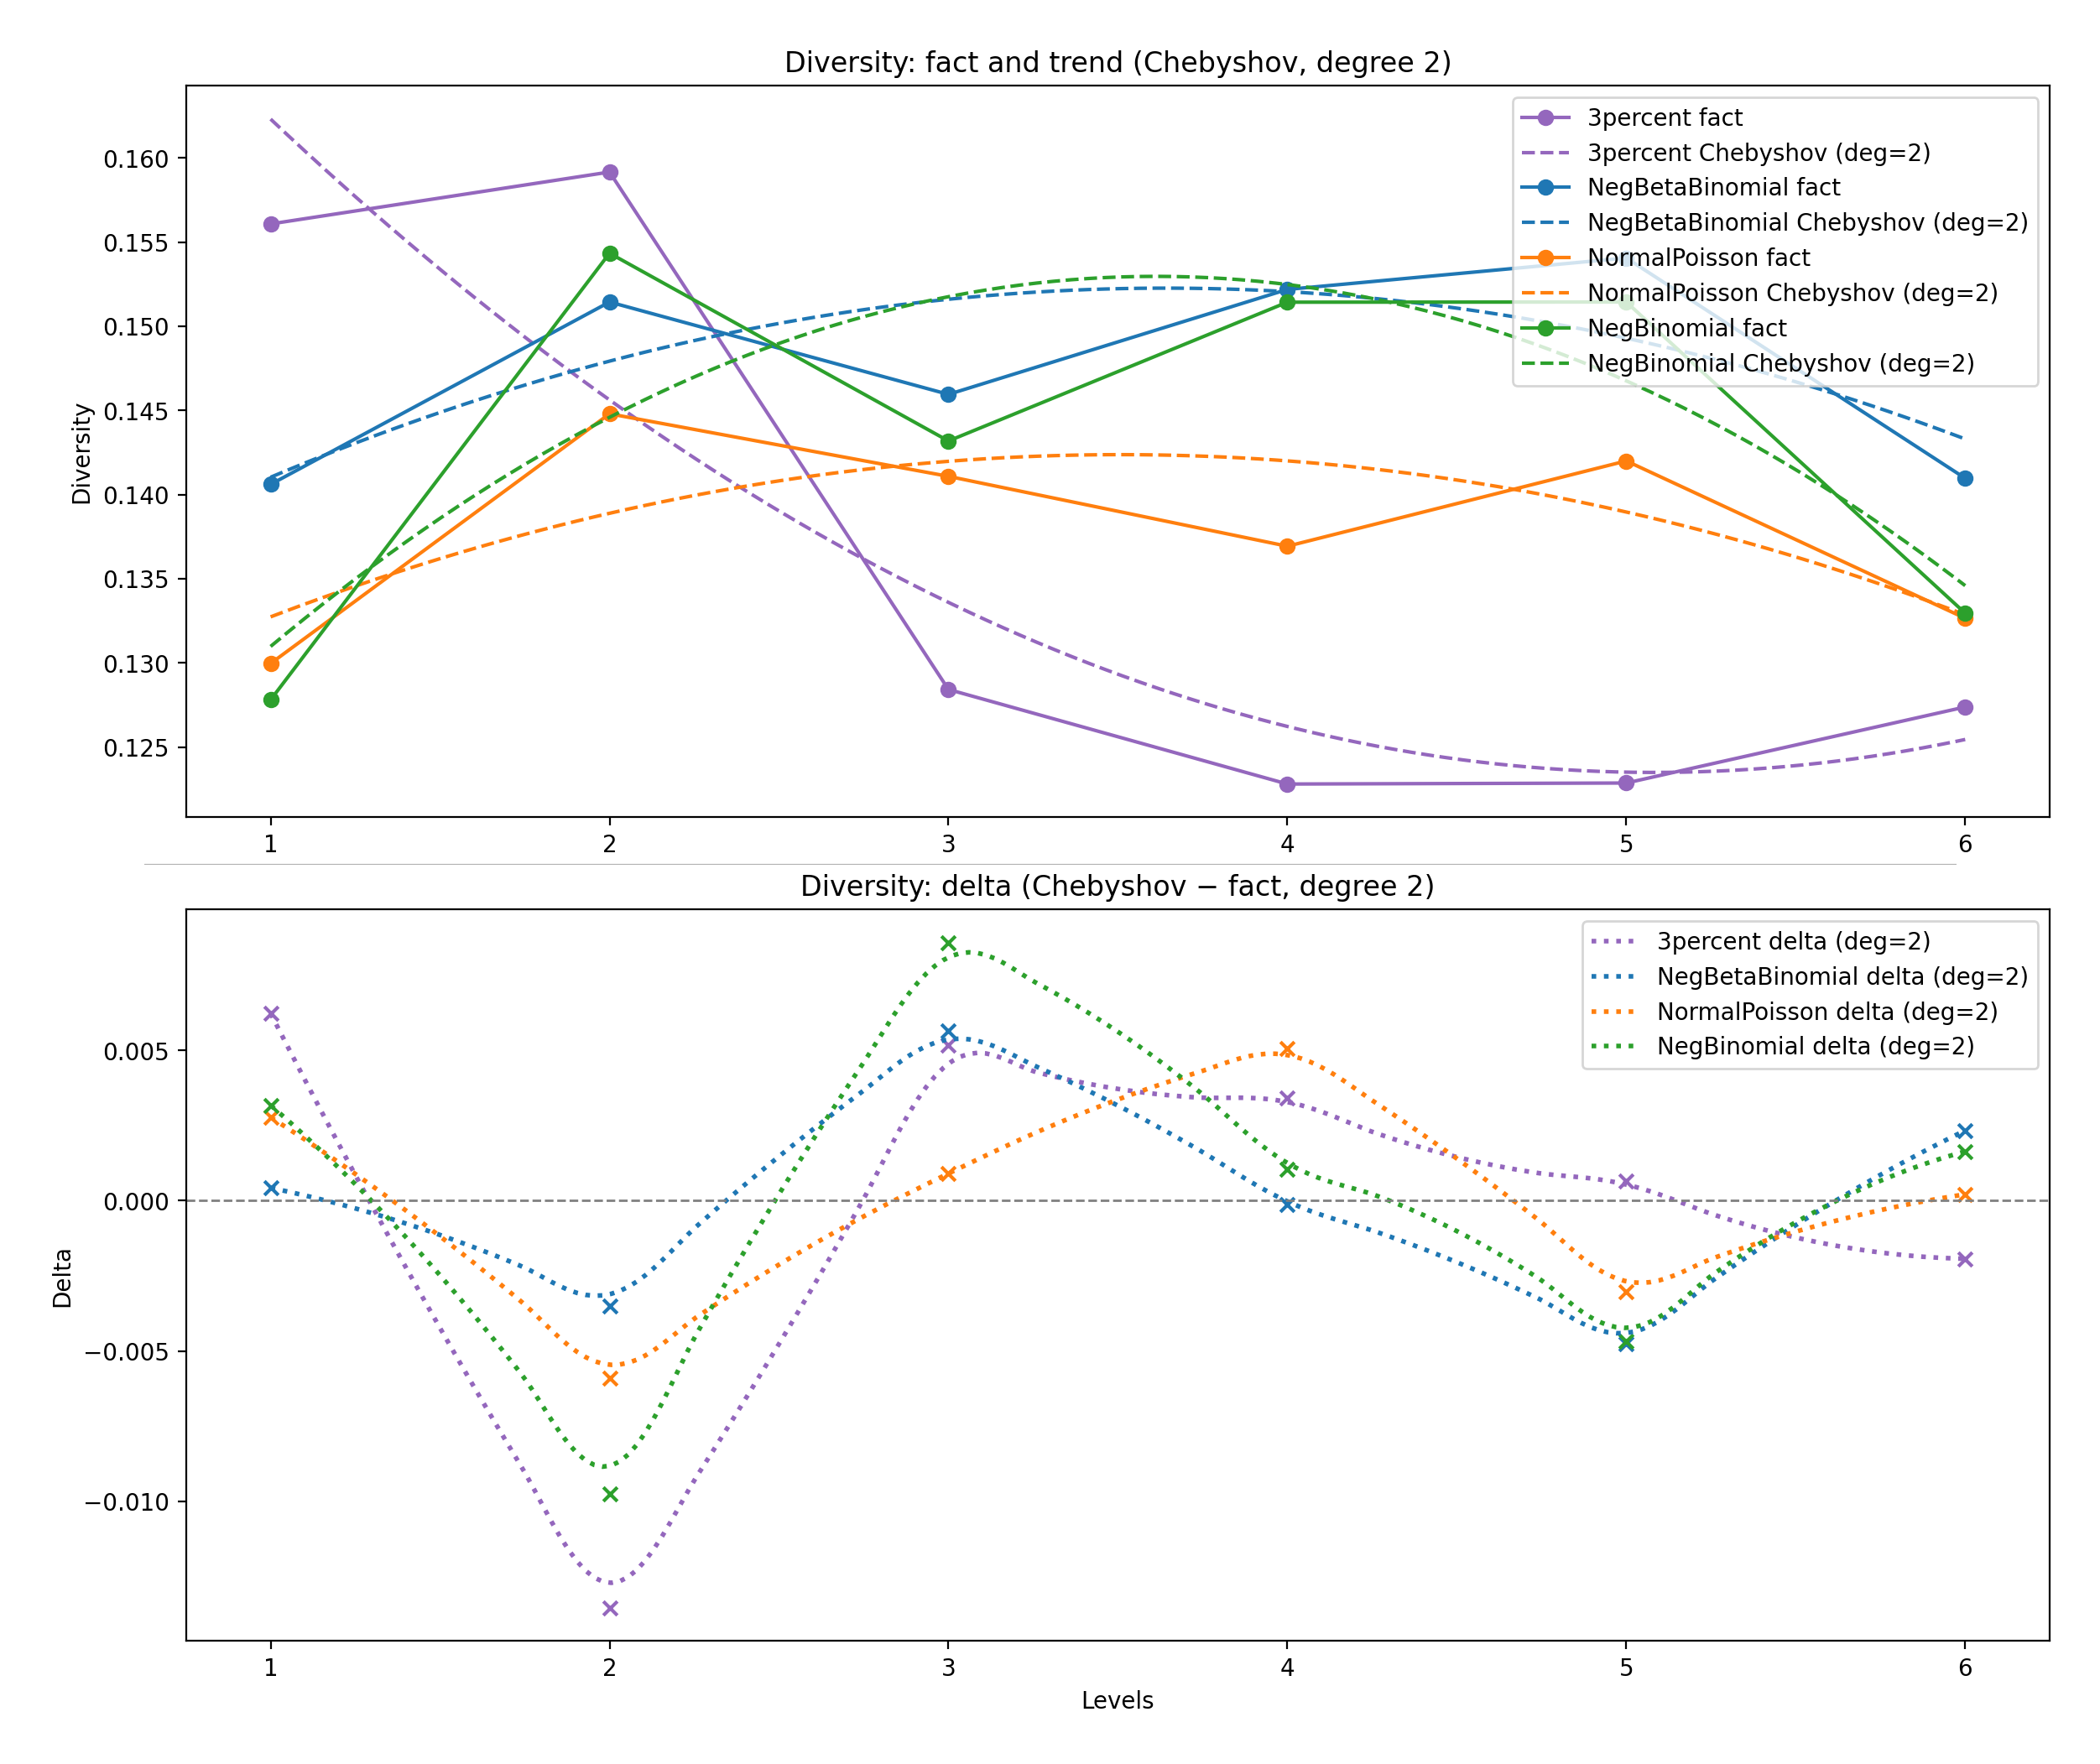 Diversity: fact and trend (Chebyshov, degree 2)
Diversity
0.160
0.155
0.150
0.145
0.140
0.135
0.130
0.125
3percent fact
3percent Chebyshov (deg=2)
NegBetaBinomial fact
NegBetaBinomial Chebyshov (deg=2)
NormalPoisson fact
NormalPoisson Chebyshov (deg=2)
NegBinomial fact
NegBinomial Chebyshov (deg=2)
1 2 3 4 5 6
Diversity: delta (Chebyshov − fact, degree 2)
Delta
0.005
0.000
−0.005
−0.010
3percent delta (deg=2)
NegBetaBinomial delta (deg=2)
NormalPoisson delta (deg=2)
NegBinomial delta (deg=2)
1 2 3 4 5 6
Levels